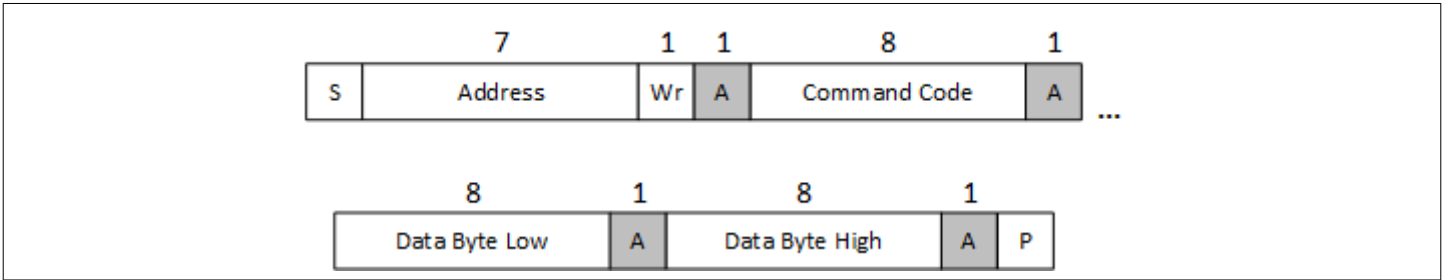 7 1 1 8 1
S Address Wr A Command Code A ...
8 1 8 1
Data Byte Low A Data Byte High A P